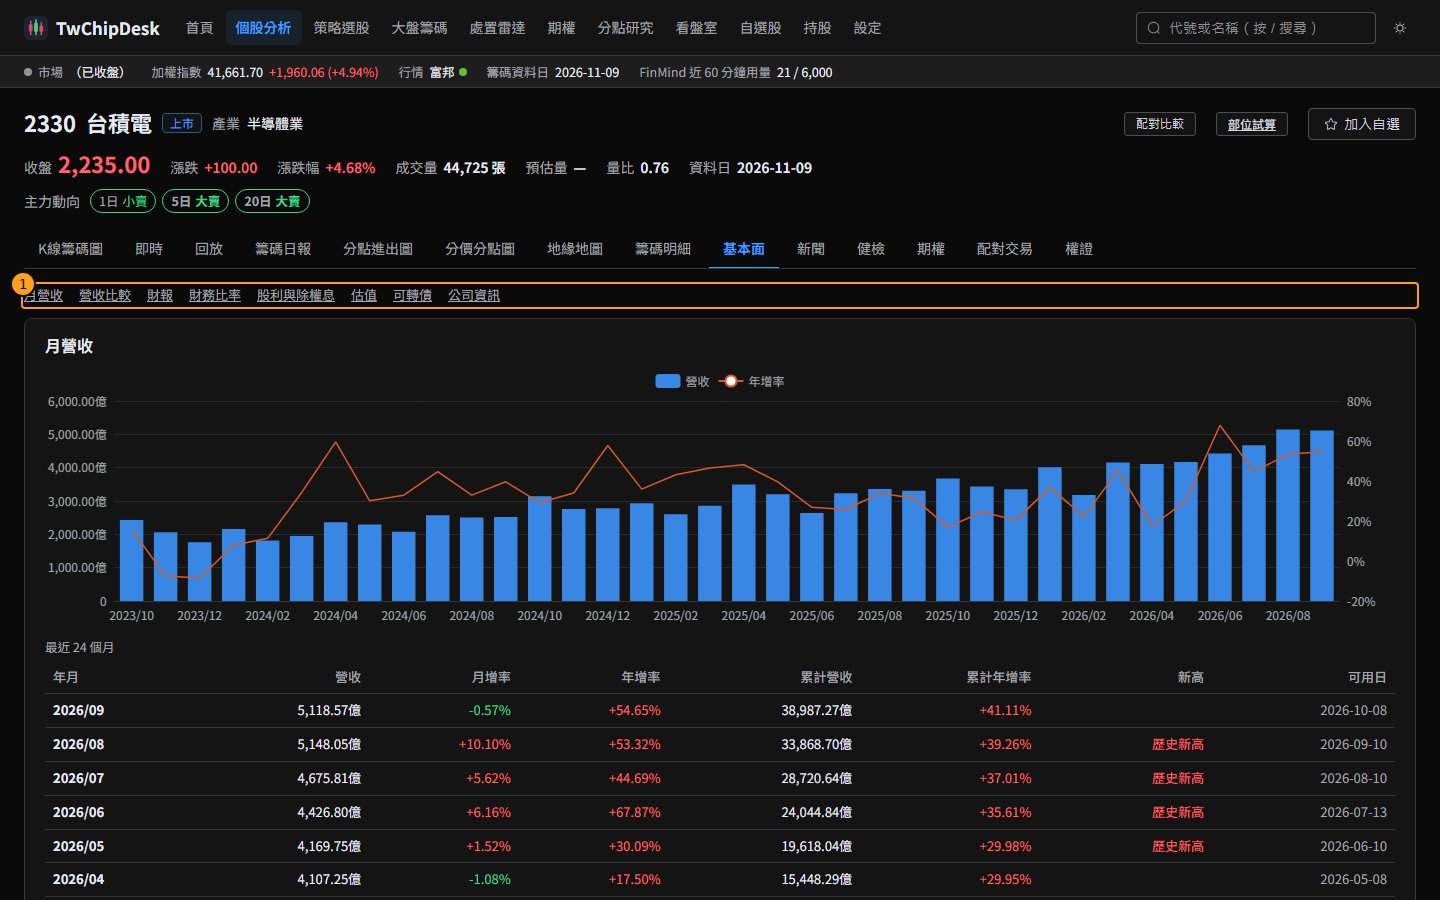 TwChipDesk 首頁 個股分析 策略選股 大盤籌碼 處置雷達 期權 分點研究 看盤室 自選股 持股 設定 代號或名稱 ( 按 / 搜尋 )
市場 （已收盤） 加權指數 41,661.70 +1,960.06 (+4.94%) 行情 富邦 籌碼資料日 2026-11-09 FinMind 近 60 分鐘用量 21 / 6,000
2330 台積電 上市 產業 半導體業 配對比較 部位試算 加入自選
收盤 2,235.00 漲跌 +100.00 漲跌幅 +4.68% 成交量 44,725 張 預估量 — 量比 0.76 資料日 2026-11-09
主力動向 1日 小賣 5日 大賣 20日 大賣
K線籌碼圖 即時 回放 籌碼日報 分點進出圖 分價分點圖 地緣地圖 籌碼明細 基本面 新聞 健檢 期權 配對交易 權證
1
月營收 營收比較 財報 財務比率 股利與除權息 估值 可轉債 公司資訊
月營收
營收 年增率
6,000.00億 80%
5,000.00億 60%
4,000.00億 40%
3,000.00億
2,000.00億 20%
1,000.00億 0%
0 -20%
2023/10 2023/12 2024/02 2024/04 2024/06 2024/08 2024/10 2024/12 2025/02 2025/04 2025/06 2025/08 2025/10 2025/12 2026/02 2026/04 2026/06 2026/08
最近 24 個月
年月 營收 月增率 年增率 累計營收 累計年增率 新高 可用日
2026/09 5,118.57億 -0.57% +54.65% 38,987.27億 +41.11% 2026-10-08
2026/08 5,148.05億 +10.10% +53.32% 33,868.70億 +39.26% 歷史新高 2026-09-10
2026/07 4,675.81億 +5.62% +44.69% 28,720.64億 +37.01% 歷史新高 2026-08-10
2026/06 4,426.80億 +6.16% +67.87% 24,044.84億 +35.61% 歷史新高 2026-07-13
2026/05 4,169.75億 +1.52% +30.09% 19,618.04億 +29.98% 歷史新高 2026-06-10
2026/04 4,107.25億 -1.08% +17.50% 15,448.29億 +29.95% 2026-05-08